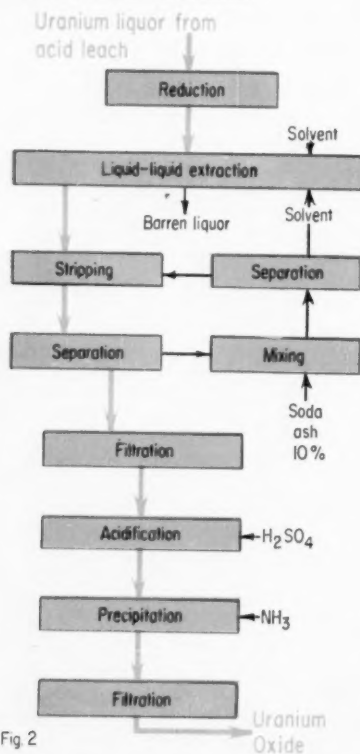 Uranium liquor from
acid leach
Reduction
Solvent
Liquid-liquid extraction
Barren liquor
Solvent
Stripping
Separation
Separation
Mixing
Soda
ash
10%
Filtration
Acidification
H₂SO₄
Precipitation
NH₃
Filtration
Fig. 2
Uranium
Oxide